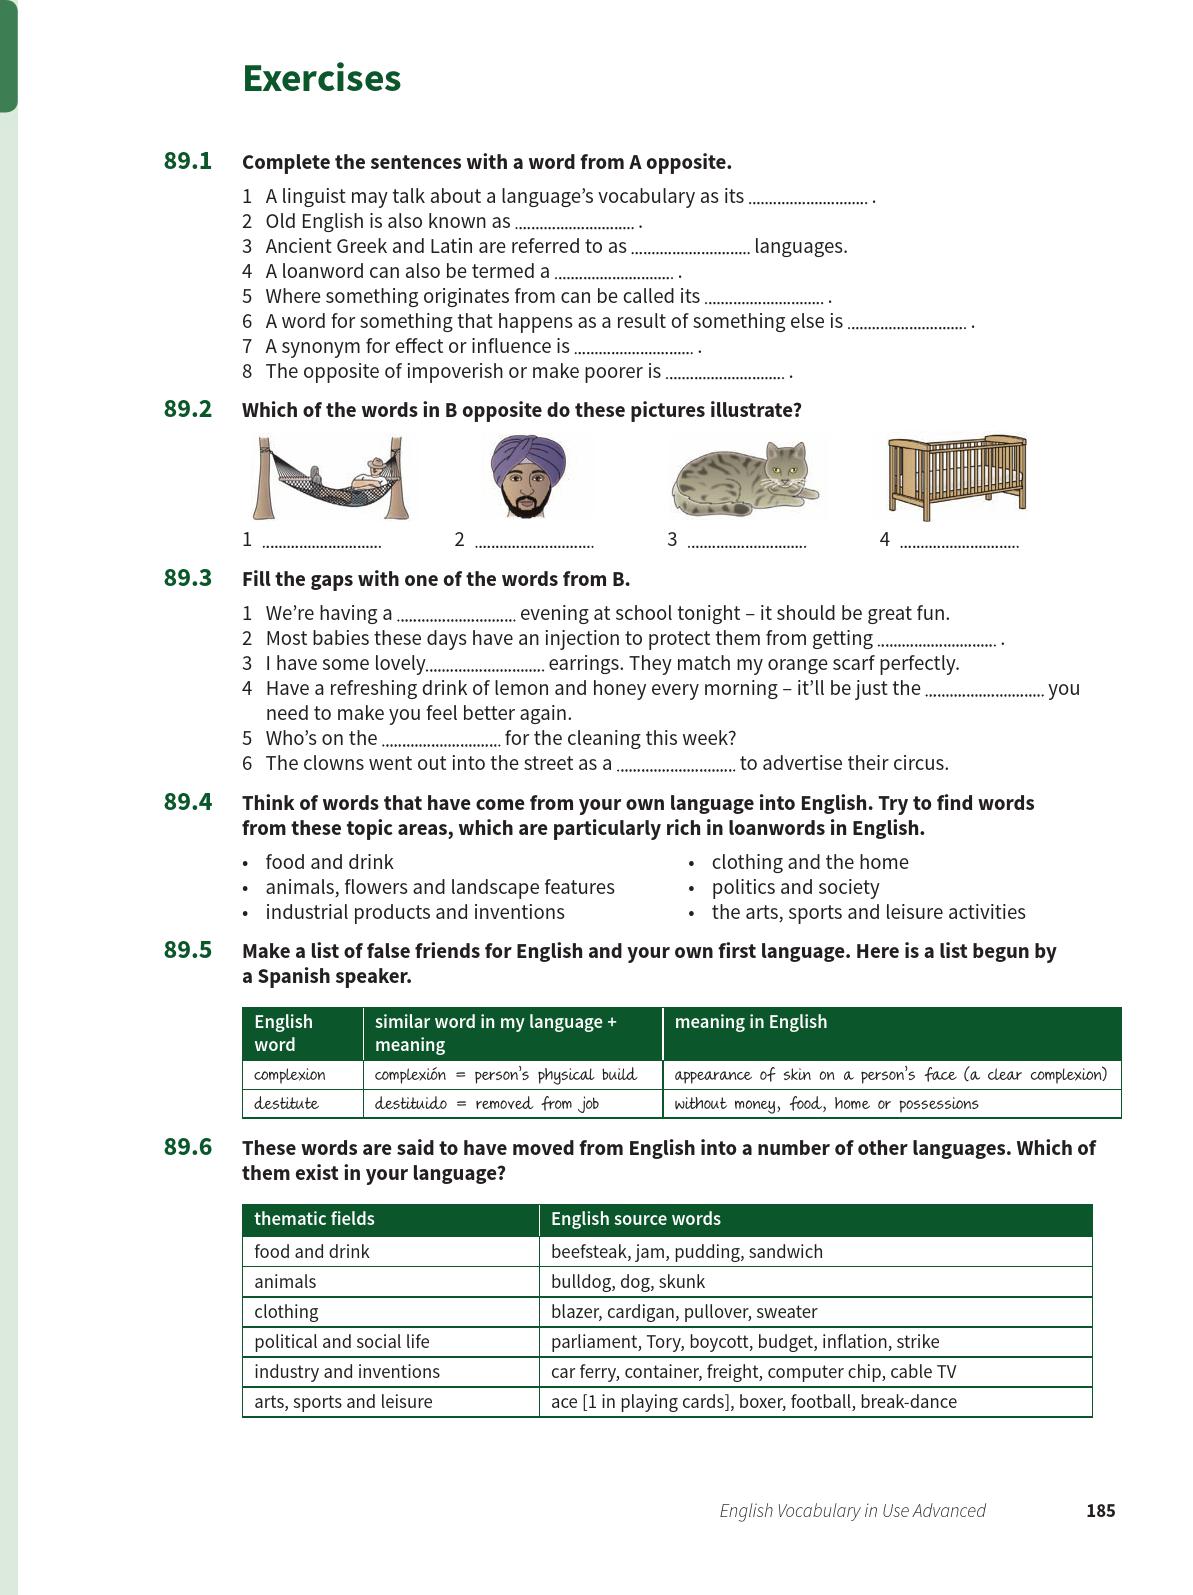 Exercises
89.1 Complete the sentences with a word from A opposite.
1 A linguist may talk about a language's vocabulary as its ............................ .
2 Old English is also known as ............................ .
3 Ancient Greek and Latin are referred to as ............................ languages.
4 A loanword can also be termed a ............................ .
5 Where something originates from can be called its ............................ .
6 A word for something that happens as a result of something else is ............................ .
7 A synonym for effect or influence is ............................ .
8 The opposite of impoverish or make poorer is ............................ .
89.2 Which of the words in B opposite do these pictures illustrate?
1 ............................ 2 ............................ 3 ............................ 4 ............................
89.3 Fill the gaps with one of the words from B.
1 We're having a ............................ evening at school tonight – it should be great fun.
2 Most babies these days have an injection to protect them from getting ............................ .
3 I have some lovely............................ earrings. They match my orange scarf perfectly.
4 Have a refreshing drink of lemon and honey every morning – it'll be just the ............................ you
need to make you feel better again.
5 Who's on the ............................ for the cleaning this week?
6 The clowns went out into the street as a ............................ to advertise their circus.
89.4 Think of words that have come from your own language into English. Try to find words
from these topic areas, which are particularly rich in loanwords in English.
• food and drink • clothing and the home
• animals, flowers and landscape features • politics and society
• industrial products and inventions • the arts, sports and leisure activities
89.5 Make a list of false friends for English and your own first language. Here is a list begun by
a Spanish speaker.
English similar word in my language + meaning in English
word meaning
complexion complexión = person's physical build appearance of skin on a person's face (a clear complexion)
destitute destituido = removed from job without money, food, home or possessions
89.6 These words are said to have moved from English into a number of other languages. Which of
them exist in your language?
thematic fields English source words
food and drink beefsteak, jam, pudding, sandwich
animals bulldog, dog, skunk
clothing blazer, cardigan, pullover, sweater
political and social life parliament, Tory, boycott, budget, inflation, strike
industry and inventions car ferry, container, freight, computer chip, cable TV
arts, sports and leisure ace [1 in playing cards], boxer, football, break-dance
English Vocabulary in Use Advanced 185